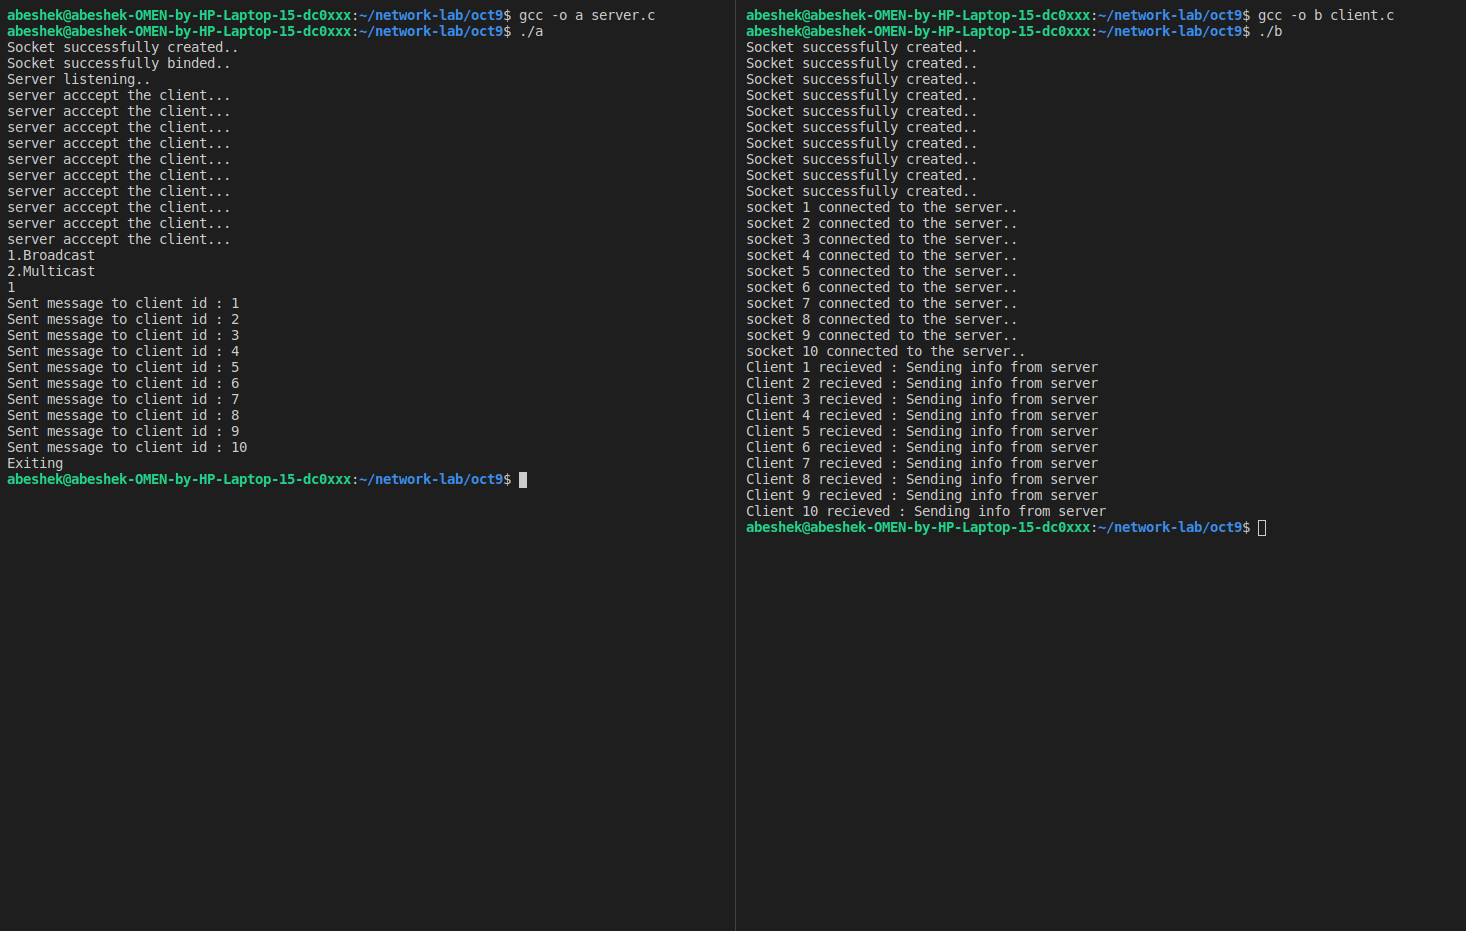 abeshek@abeshek-OMEN-by-HP-Laptop-15-dc0xxx:~/network-lab/oct9$ gcc -o a server.c
abeshek@abeshek-OMEN-by-HP-Laptop-15-dc0xxx:~/network-lab/oct9$ ./a
Socket successfully created..
Socket successfully binded..
Server listening..
server acccept the client...
server acccept the client...
server acccept the client...
server acccept the client...
server acccept the client...
server acccept the client...
server acccept the client...
server acccept the client...
server acccept the client...
server acccept the client...
1.Broadcast
2.Multicast
1
Sent message to client id : 1
Sent message to client id : 2
Sent message to client id : 3
Sent message to client id : 4
Sent message to client id : 5
Sent message to client id : 6
Sent message to client id : 7
Sent message to client id : 8
Sent message to client id : 9
Sent message to client id : 10
Exiting
abeshek@abeshek-OMEN-by-HP-Laptop-15-dc0xxx:~/network-lab/oct9$
abeshek@abeshek-OMEN-by-HP-Laptop-15-dc0xxx:~/network-lab/oct9$ gcc -o b client.c
abeshek@abeshek-OMEN-by-HP-Laptop-15-dc0xxx:~/network-lab/oct9$ ./b
Socket successfully created..
Socket successfully created..
Socket successfully created..
Socket successfully created..
Socket successfully created..
Socket successfully created..
Socket successfully created..
Socket successfully created..
Socket successfully created..
Socket successfully created..
socket 1 connected to the server..
socket 2 connected to the server..
socket 3 connected to the server..
socket 4 connected to the server..
socket 5 connected to the server..
socket 6 connected to the server..
socket 7 connected to the server..
socket 8 connected to the server..
socket 9 connected to the server..
socket 10 connected to the server..
Client 1 recieved : Sending info from server
Client 2 recieved : Sending info from server
Client 3 recieved : Sending info from server
Client 4 recieved : Sending info from server
Client 5 recieved : Sending info from server
Client 6 recieved : Sending info from server
Client 7 recieved : Sending info from server
Client 8 recieved : Sending info from server
Client 9 recieved : Sending info from server
Client 10 recieved : Sending info from server
abeshek@abeshek-OMEN-by-HP-Laptop-15-dc0xxx:~/network-lab/oct9$